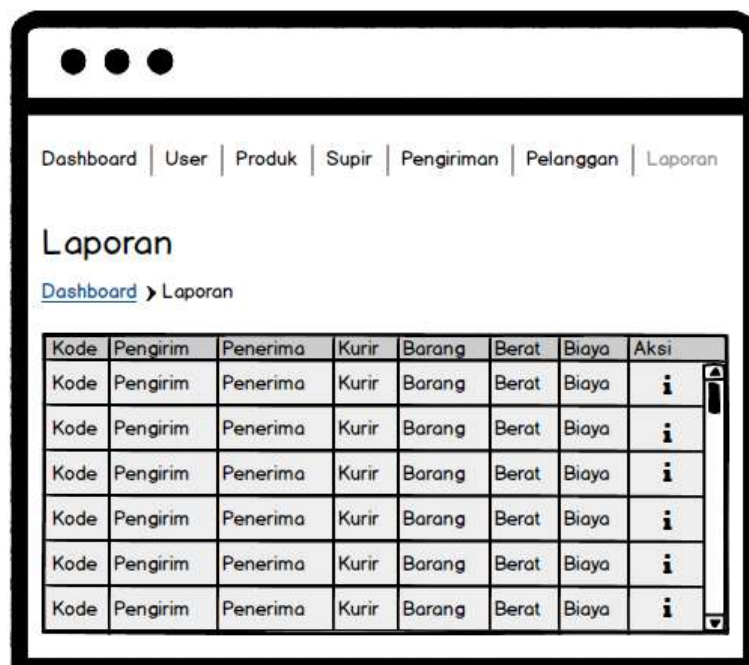 Dashboard | User | Produk | Supir | Pengiriman | Pelanggan | Laporan
Laporan
Dashboard > Laporan
Kode Pengirim Penerima Kurir Barang Berat Biaya Aksi
Kode Pengirim Penerima Kurir Barang Berat Biaya i
Kode Pengirim Penerima Kurir Barang Berat Biaya i
Kode Pengirim Penerima Kurir Barang Berat Biaya i
Kode Pengirim Penerima Kurir Barang Berat Biaya i
Kode Pengirim Penerima Kurir Barang Berat Biaya i
Kode Pengirim Penerima Kurir Barang Berat Biaya i